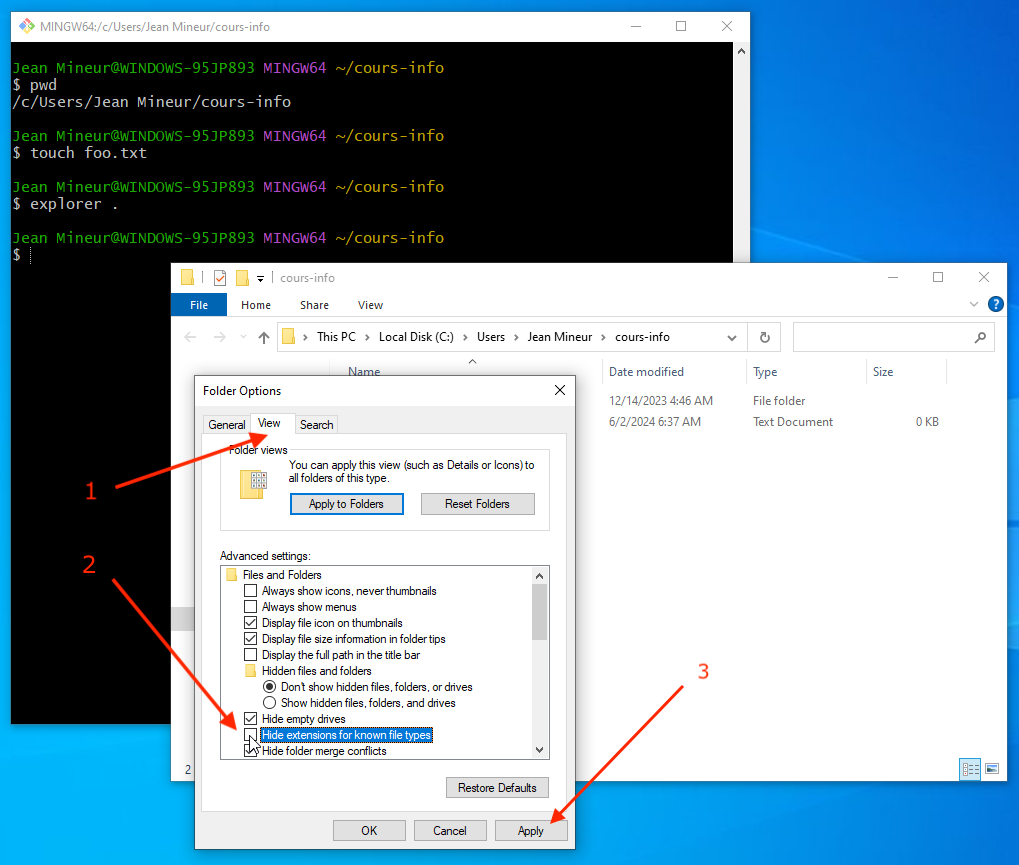 MINGW64:/c/Users/Jean Mineur/cours-info
Jean Mineur@WINDOWS-95JP893 MINGW64 ~/cours-info
$ pwd
/c/Users/Jean Mineur/cours-info
Jean Mineur@WINDOWS-95JP893 MINGW64 ~/cours-info
$ touch foo.txt
Jean Mineur@WINDOWS-95JP893 MINGW64 ~/cours-info
$ explorer .
Jean Mineur@WINDOWS-95JP893 MINGW64 ~/cours-info
$
cours-info
File Home Share View
This PC > Local Disk (C:) > Users > Jean Mineur > cours-info
Name Date modified Type Size
12/14/2023 4:46 AM File folder
6/2/2024 6:37 AM Text Document 0 KB
2
Folder Options
General View Search
Folder views
You can apply this view (such as Details or Icons) to
all folders of this type.
Apply to Folders Reset Folders
Advanced settings:
Files and Folders
Always show icons, never thumbnails
Always show menus
Display file icon on thumbnails
Display file size information in folder tips
Display the full path in the title bar
Hidden files and folders
Don't show hidden files, folders, or drives
Show hidden files, folders, and drives
Hide empty drives
Hide extensions for known file types
Hide folder merge conflicts
Restore Defaults
OK Cancel Apply
1
2
3